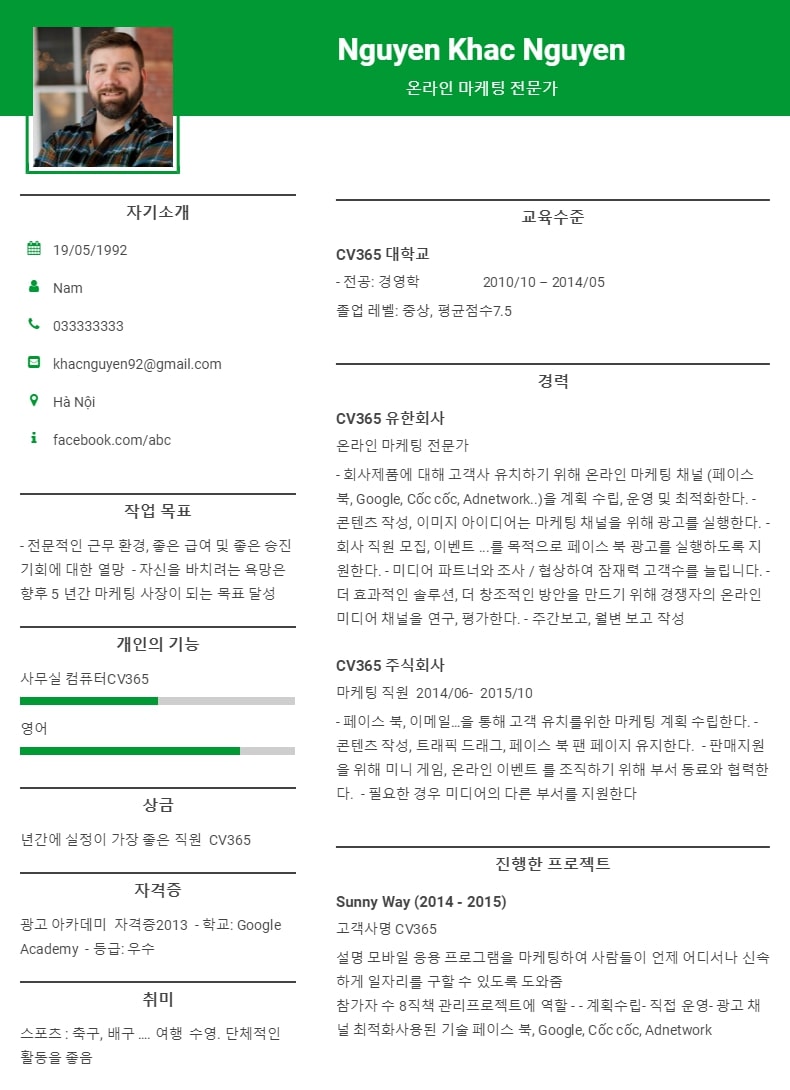 Nguyen Khac Nguyen
온라인 마케팅 전문가
자기소개
19/05/1992
Nam
033333333
khacnguyen92@gmail.com
Hà Nội
facebook.com/abc
작업 목표
- 전문적인 근무 환경, 좋은 급여 및 좋은 승진
기회에 대한 열망 - 자신을 바치려는 욕망은
향후 5 년간 마케팅 사장이 되는 목표 달성
개인의 기능
사무실 컴퓨터CV365
영어
상금
년간에 실정이 가장 좋은 직원 CV365
자격증
광고 아카데미 자격증2013 - 학교: Google
Academy - 등급: 우수
취미
스포츠 : 축구, 배구 .... 여행 수영. 단체적인
활동을 좋음
교육수준
CV365 대학교
- 전공: 경영학 2010/10 – 2014/05
졸업 레벨: 중상, 평균점수7.5
경력
CV365 유한회사
온라인 마케팅 전문가
- 회사제품에 대해 고객사 유치하기 위해 온라인 마케팅 채널 (페이스
북, Google, Cốc cốc, Adnetwork..)을 계획 수립, 운영 및 최적화한다. -
콘텐츠 작성, 이미지 아이디어는 마케팅 채널을 위해 광고를 실행한다. -
회사 직원 모집, 이벤트 ...를 목적으로 페이스 북 광고를 실행하도록 지
원한다. - 미디어 파트너와 조사 / 협상하여 잠재력 고객수를 늘립니다. -
더 효과적인 솔루션, 더 창조적인 방안을 만드기 위해 경쟁자의 온라인
미디어 채널을 연구, 평가한다. - 주간보고, 월변 보고 작성
CV365 주식회사
마케팅 직원 2014/06- 2015/10
- 페이스 북, 이메일...을 통해 고객 유치를위한 마케팅 계획 수립한다. -
콘텐츠 작성, 트래픽 드래그, 페이스 북 팬 페이지 유지한다. - 판매지원
을 위해 미니 게임, 온라인 이벤트 를 조직하기 위해 부서 동료와 협력한
다. - 필요한 경우 미디어의 다른 부서를 지원한다
진행한 프로젝트
Sunny Way (2014 - 2015)
고객사명 CV365
설명 모바일 응용 프로그램을 마케팅하여 사람들이 언제 어디서나 신속
하게 일자리를 구할 수 있도록 도와줌
참가자 수 8직책 관리프로젝트에 역할 - - 계획수립- 직접 운영- 광고 채
널 최적화사용된 기술 페이스 북, Google, Cốc cốc, Adnetwork